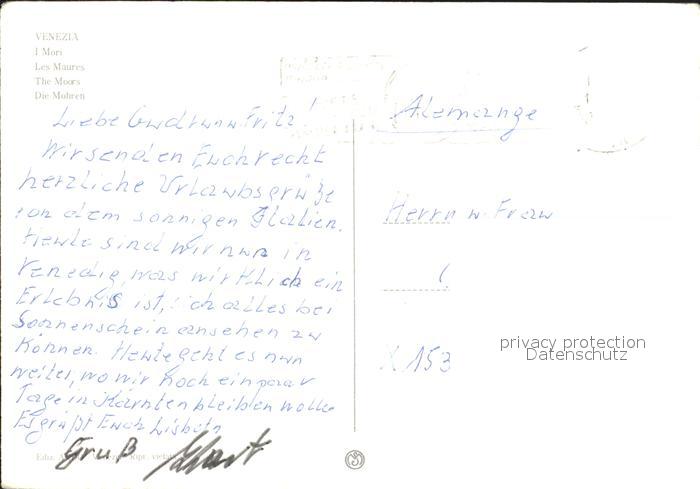 VENEZIA
I Mori
Les Maures
The Moors
Die Mohren
Liebe Gudrun u. Fritz!
Wir senden Euch recht
herzliche Urlaubsgrüße
von dem sonnigen Italien.
Heute sind wir nun in
Venedig, was wirklich ein
Erlebnis ist, ich alles bei
Sonnenschein ansehen zu
können. Heute geht es nun
weiter, wo wir noch ein paar
Tage in Kärnten bleiben wollen
Es grüßt Euch Lisbeth
Gruß
Alemange
Herrn u. Frau
X 153
privacy protection
Datenschutz